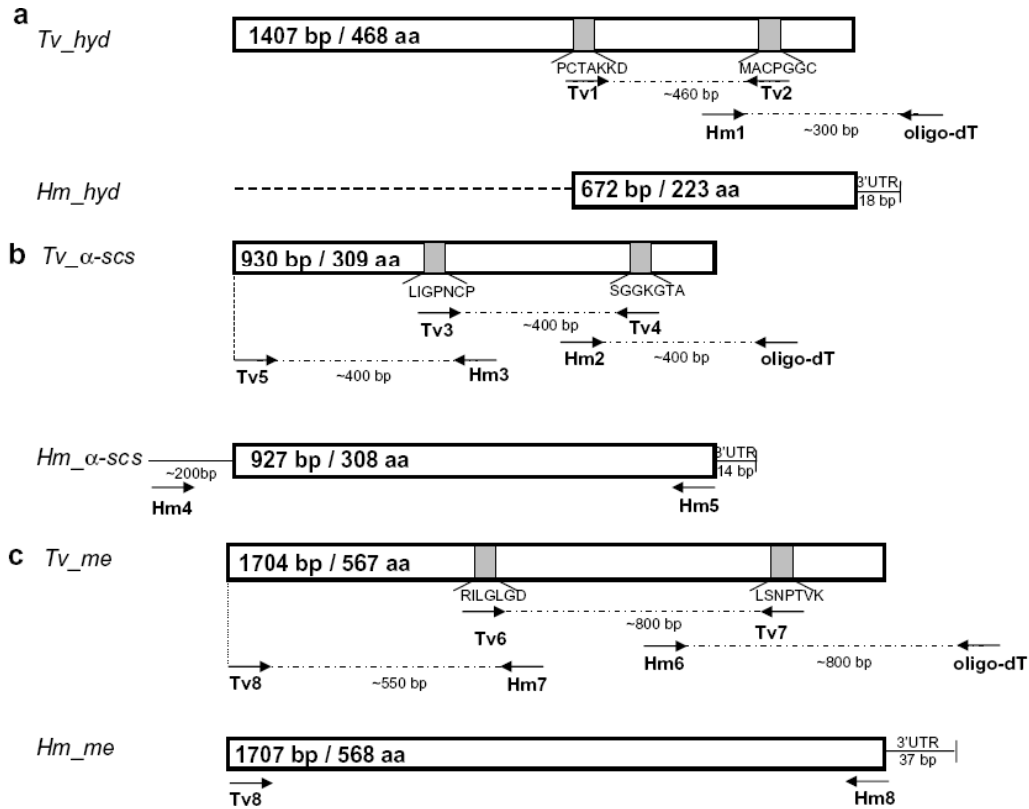 a
Tv_hyd
1407 bp / 468 aa
PCTAKKD
MACPGGC
Tv1
~460 bp
Tv2
Hm1
~300 bp
oligo-dT
Hm_hyd
672 bp / 223 aa
3'UTR
18 bp
b
Tv_α-scs
930 bp / 309 aa
LIGPNCP
SGGKGTA
Tv3
~400 bp
Tv4
Tv5
~400 bp
Hm3
Hm2
~400 bp
oligo-dT
Hm_α-scs
~200bp
927 bp / 308 aa
3'UTR
14 bp
Hm4
Hm5
c
Tv_me
1704 bp / 567 aa
RILGLGD
LSNPTVK
Tv6
~800 bp
Tv7
Tv8
~550 bp
Hm7
Hm6
~800 bp
oligo-dT
Hm_me
1707 bp / 568 aa
3'UTR
37 bp
Tv8
Hm8